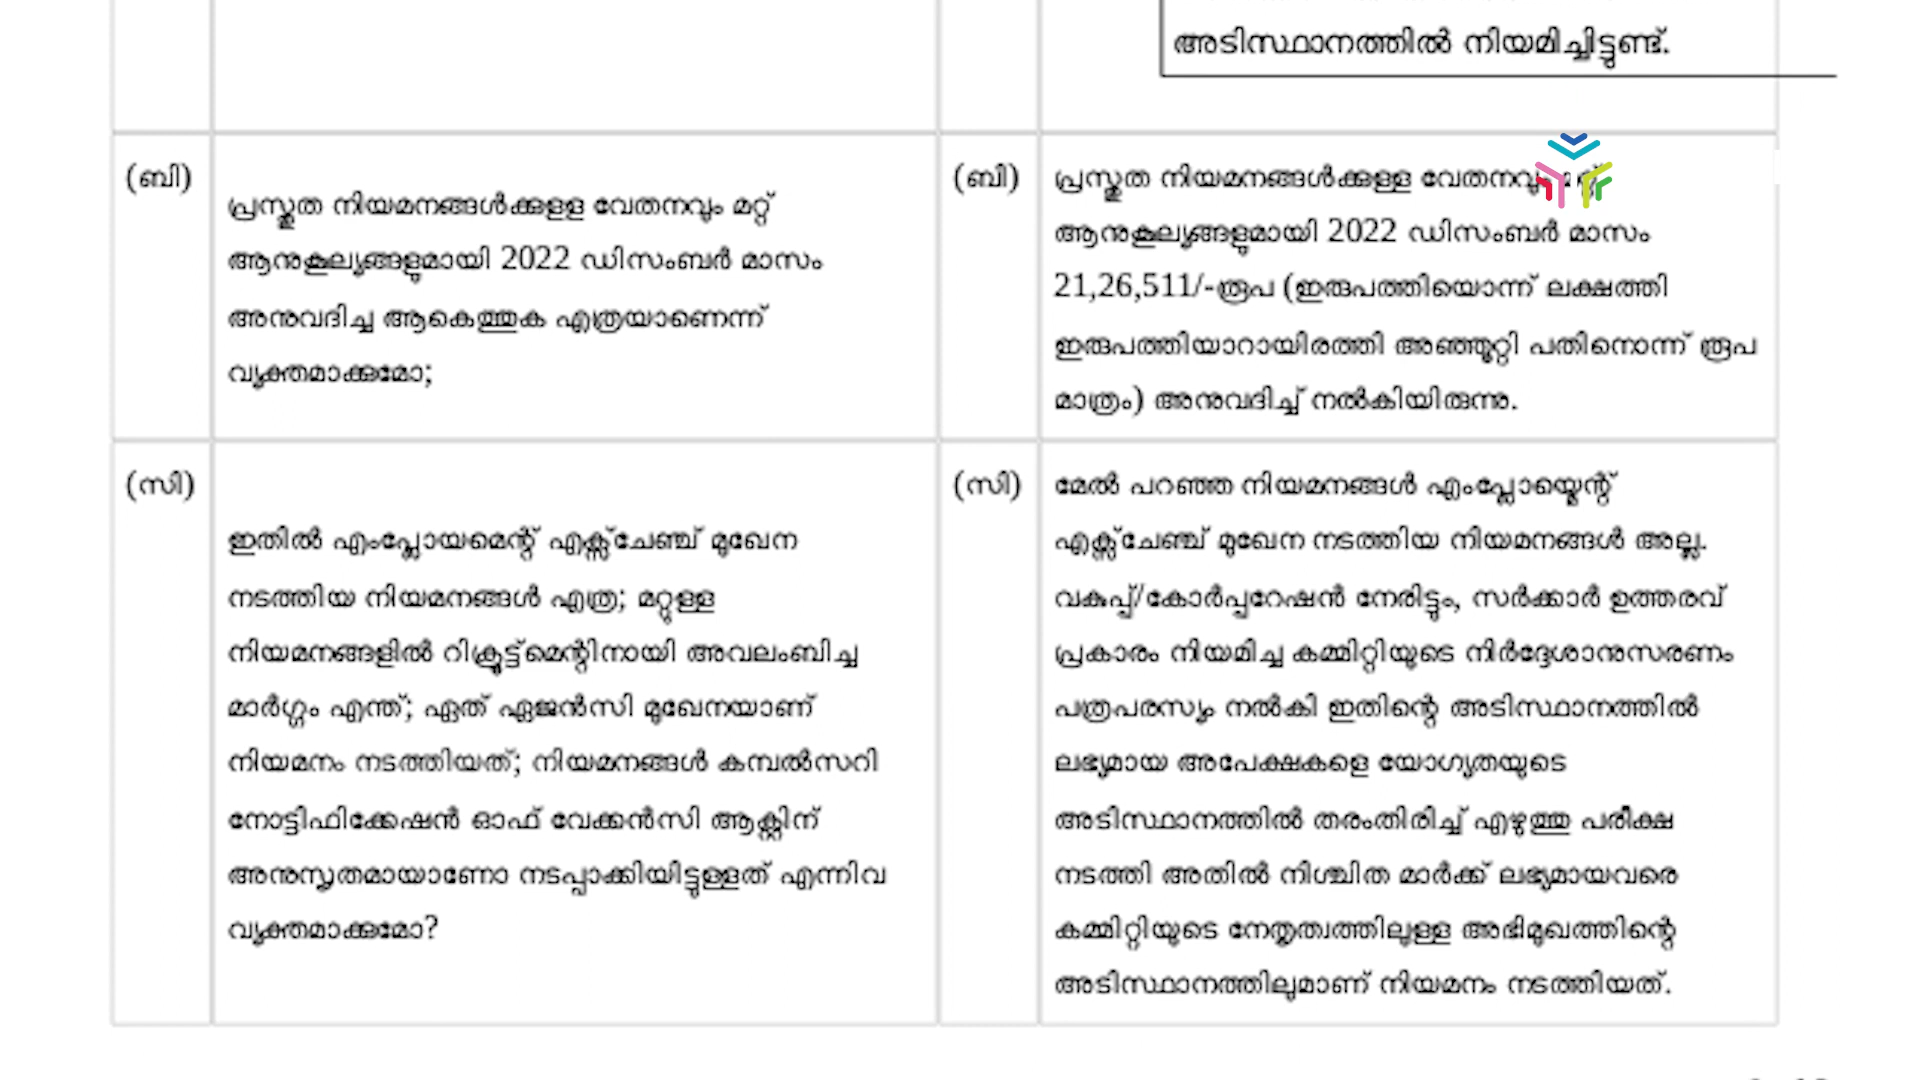 അടിസ്ഥാനത്തിൽ നിയമിച്ചിട്ടുണ്ട്.
(ബി)
പ്രസ്തുത നിയമനങ്ങൾക്കുളള വേതനവും മറ്റ്
ആനുകൂല്യങ്ങളുമായി 2022 ഡിസംബർ മാസം
അനുവദിച്ച ആകെത്തുക എത്രയാണെന്ന്
വ്യക്തമാക്കുമോ;
(ബി)
പ്രസ്തുത നിയമനങ്ങൾക്കുള്ള വേതനവും
ആനുകൂല്യങ്ങളുമായി 2022 ഡിസംബർ മാസം
21,26,511/-രൂപ (ഇരുപത്തിയൊന്ന് ലക്ഷത്തി
ഇരുപത്തിയാറായിരത്തി അഞ്ഞൂറ്റി പതിനൊന്ന് രൂപ
മാത്രം) അനുവദിച്ച് നൽകിയിരുന്നു.
(സി)
ഇതിൽ എംപ്ലോയമെന്റ് എക്സ്ചേഞ്ച് മുഖേന
നടത്തിയ നിയമനങ്ങൾ എത്ര; മറ്റുള്ള
നിയമനങ്ങളിൽ റിക്രൂട്ട്മെന്റിനായി അവലംബിച്ച
മാർഗ്ഗം എന്ത്; ഏത് ഏജൻസി മുഖേനയാണ്
നിയമനം നടത്തിയത്; നിയമനങ്ങൾ കമ്പൽസറി
നോട്ടിഫിക്കേഷൻ ഓഫ് വേക്കൻസി ആക്ടിന്
അനുസൃതമായാണോ നടപ്പാക്കിയിട്ടുള്ളത് എന്നിവ
വ്യക്തമാക്കുമോ?
(സി)
മേൽ പറഞ്ഞ നിയമനങ്ങൾ എംപ്ലോയ്മെന്റ്
എക്സ്ചേഞ്ച് മുഖേന നടത്തിയ നിയമനങ്ങൾ അല്ല.
വകുപ്പ്/കോർപ്പറേഷൻ നേരിട്ടും, സർക്കാർ ഉത്തരവ്
പ്രകാരം നിയമിച്ച കമ്മിറ്റിയുടെ നിർദ്ദേശാനുസരണം
പത്രപരസ്യം നൽകി ഇതിന്റെ അടിസ്ഥാനത്തിൽ
ലഭ്യമായ അപേക്ഷകളെ യോഗ്യതയുടെ
അടിസ്ഥാനത്തിൽ തരംതിരിച്ച് എഴുത്തു പരീക്ഷ
നടത്തി അതിൽ നിശ്ചിത മാർക്ക് ലഭ്യമായവരെ
കമ്മിറ്റിയുടെ നേതൃത്വത്തിലുള്ള അഭിമുഖത്തിന്റെ
അടിസ്ഥാനത്തിലുമാണ് നിയമനം നടത്തിയത്.